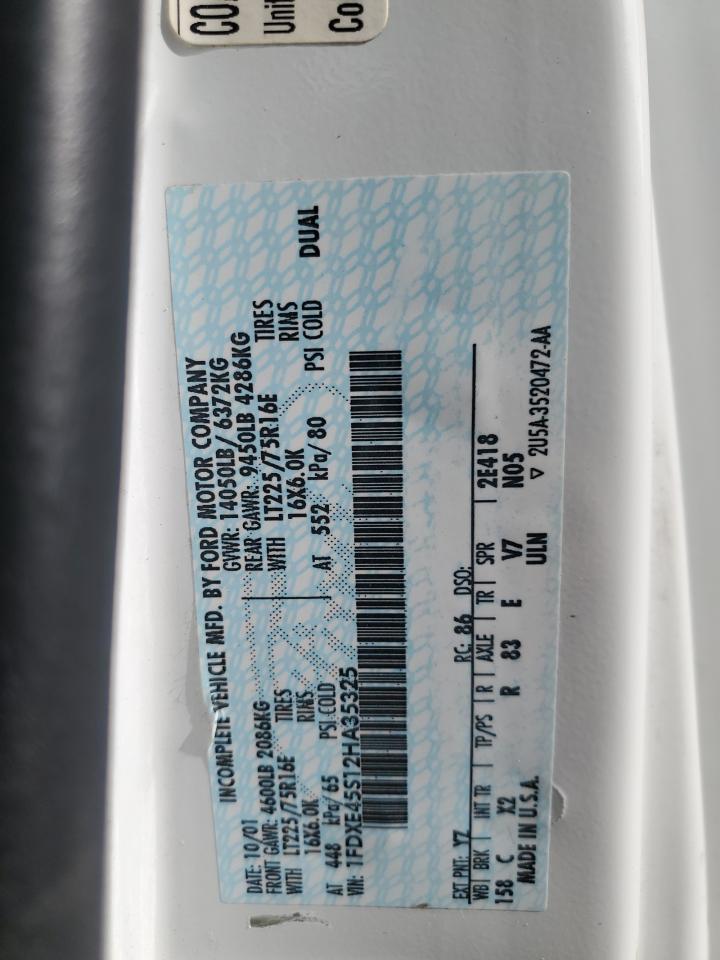 CO
Unit
Co
INCOMPLETE VEHICLE MFD. BY FORD MOTOR COMPANY
DATE: 10/01 GVWR: 14050LB/ 6372KG
FRONT GAWR: 4600LB 2086KG REAR GAWR: 9450LB 4286KG
WITH LT225/75R16E TIRES WITH LT225/75R16E TIRES
16X6.0K RIMS 16X6.0K RIMS
AT 448 kPa/ 65 PSI COLD AT 552 kPa/ 80 PSI COLD DUAL
VIN: 1FDXE45S12HA35325
EXT PNT: YZ RC: 86 DSO:
WB BRK INT TR TP/PS R AXLE TR SPR 2E418
158 C X2 R 83 E V7 N05
MADE IN U.S.A. ULN ▽ 2U5A-3520472-AA